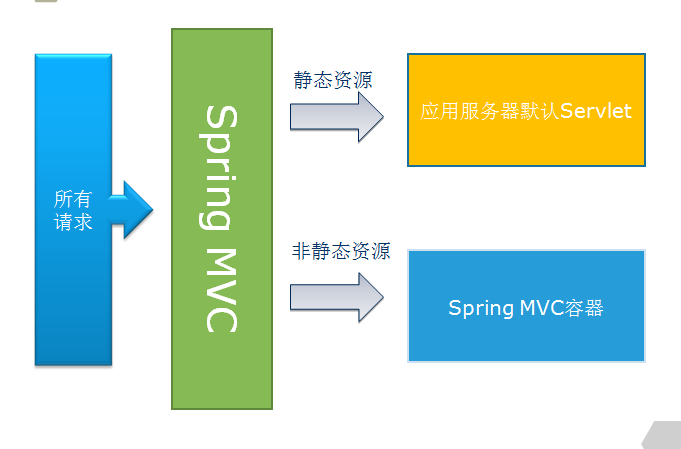 所有
请求
Spring MVC
静态资源
应用服务器默认Servlet
非静态资源
Spring MVC容器